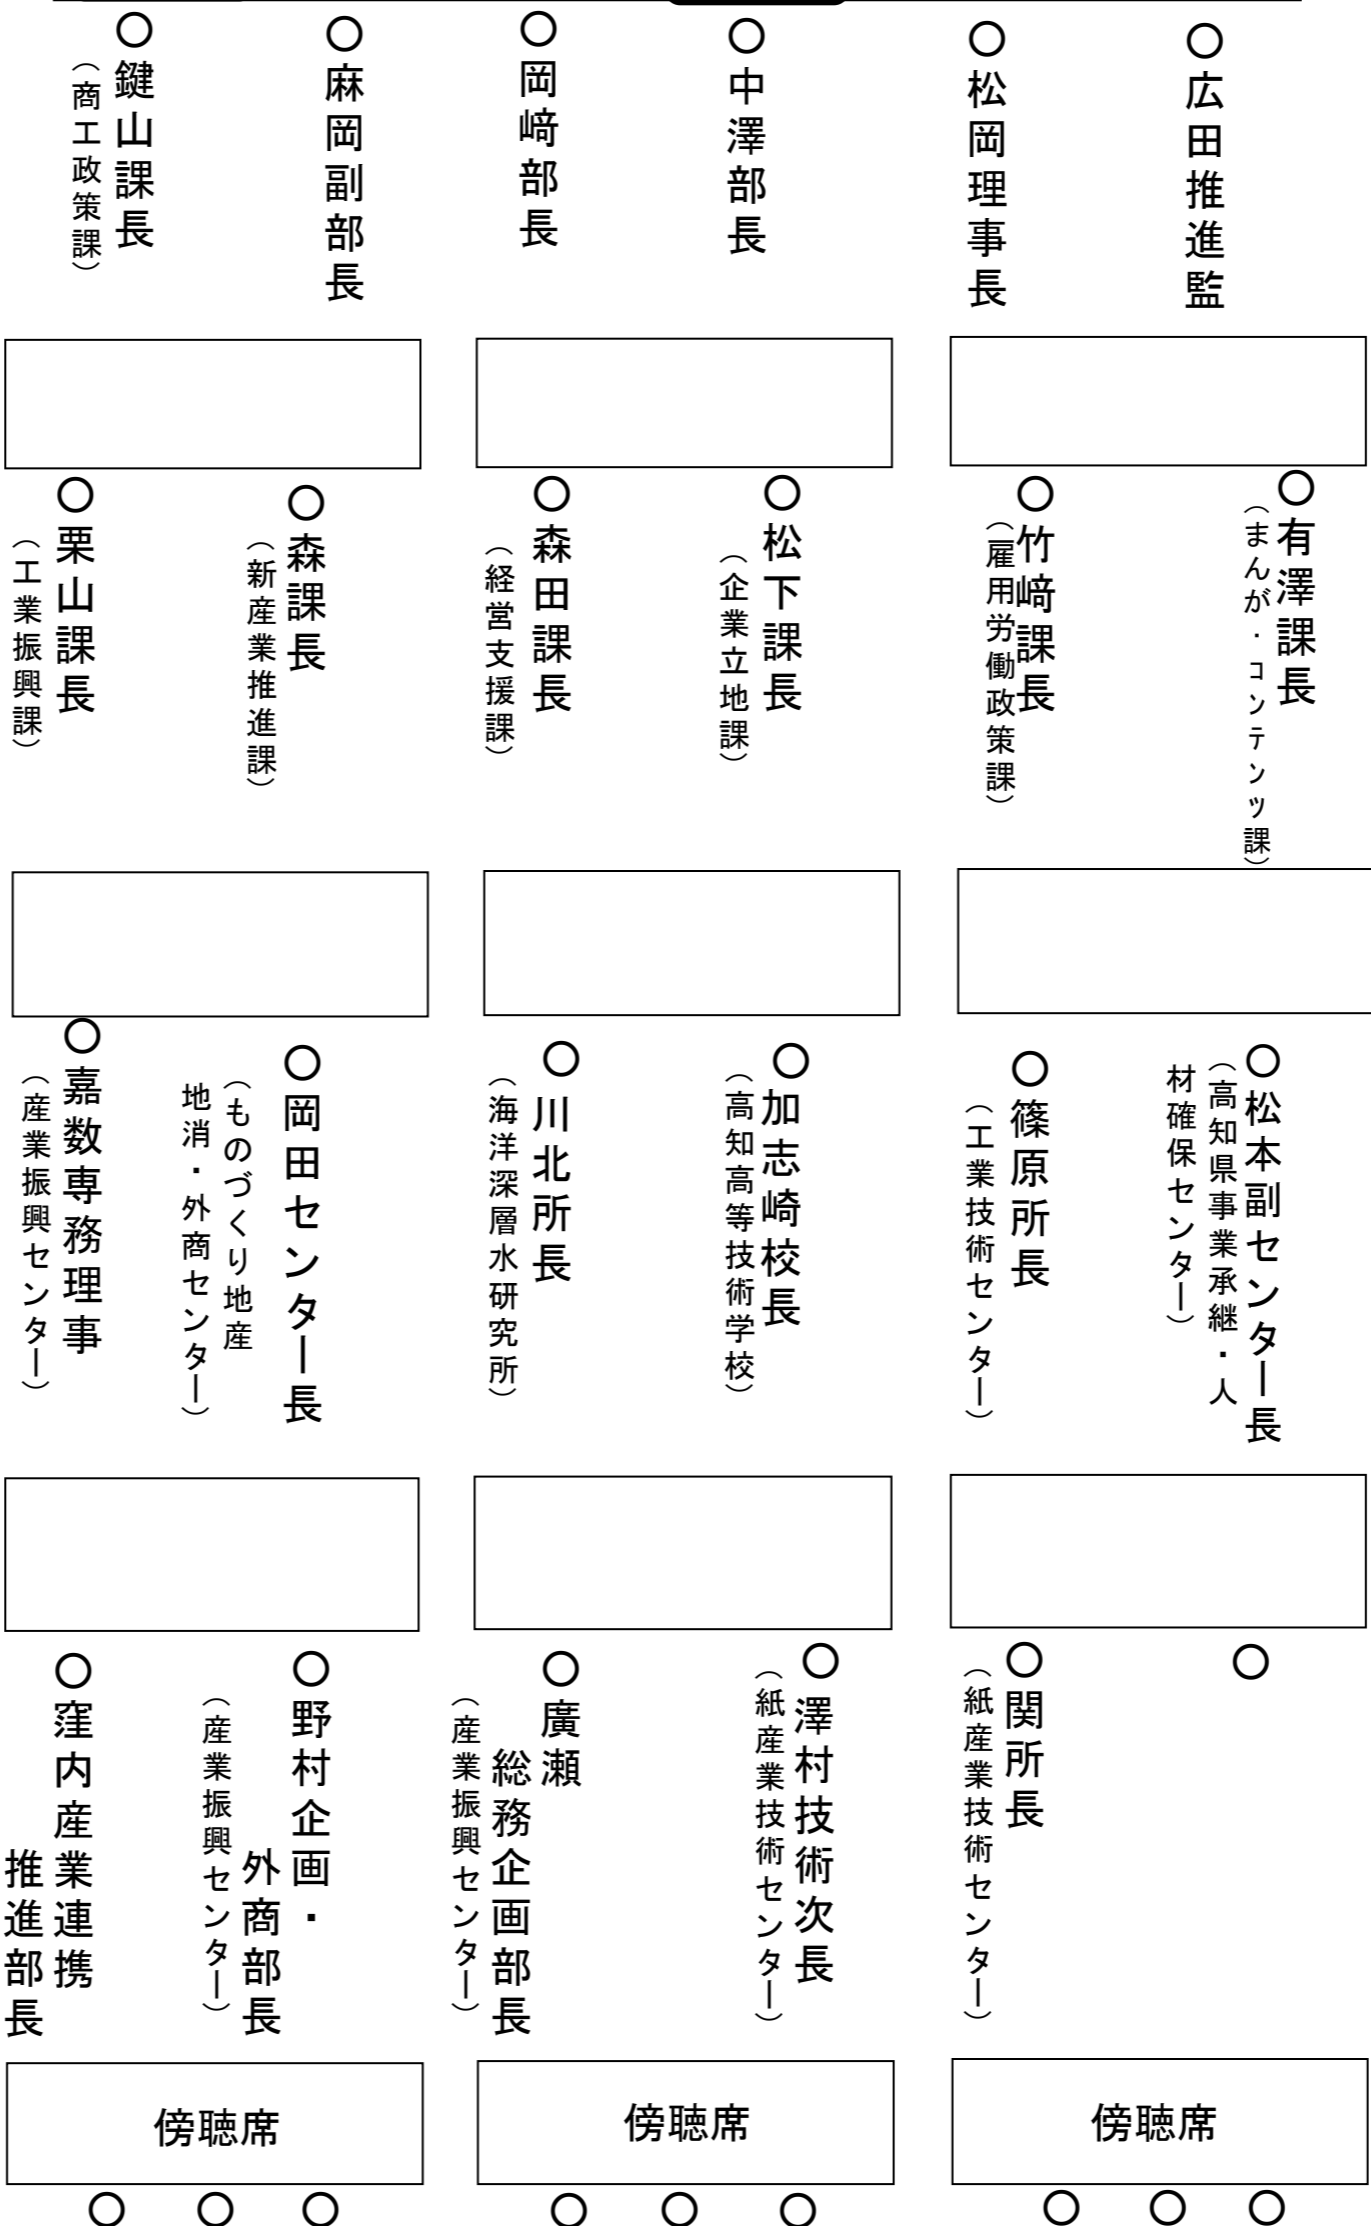 ○広田推進監
○松岡理事長
○中澤部長
○岡﨑部長
○麻岡副部長
○鍵山課長
（商工政策課）
○有澤課長
（まんが・コンテンツ課）
○竹﨑課長
（雇用労働政策課）
○松下課長
（企業立地課）
○森田課長
（経営支援課）
○森課長
（新産業推進課）
○栗山課長
（工業振興課）
○松本副センター長
（高知県事業承継・人
材確保センター）
○篠原所長
（工業技術センター）
○加志崎校長
（高知高等技術学校）
○川北所長
（海洋深層水研究所）
○岡田センター長
（ものづくり地産
地消・外商センター）
○嘉数専務理事
（産業振興センター）
○
○関所長
（紙産業技術センター）
○澤村技術次長
（紙産業技術センター）
○廣瀬
総務企画部長
（産業振興センター）
○野村企画・
外商部長
（産業振興センター）
○窪内産業連携
推進部長
傍聴席
傍聴席
傍聴席
○ ○ ○ ○ ○ ○ ○ ○ ○